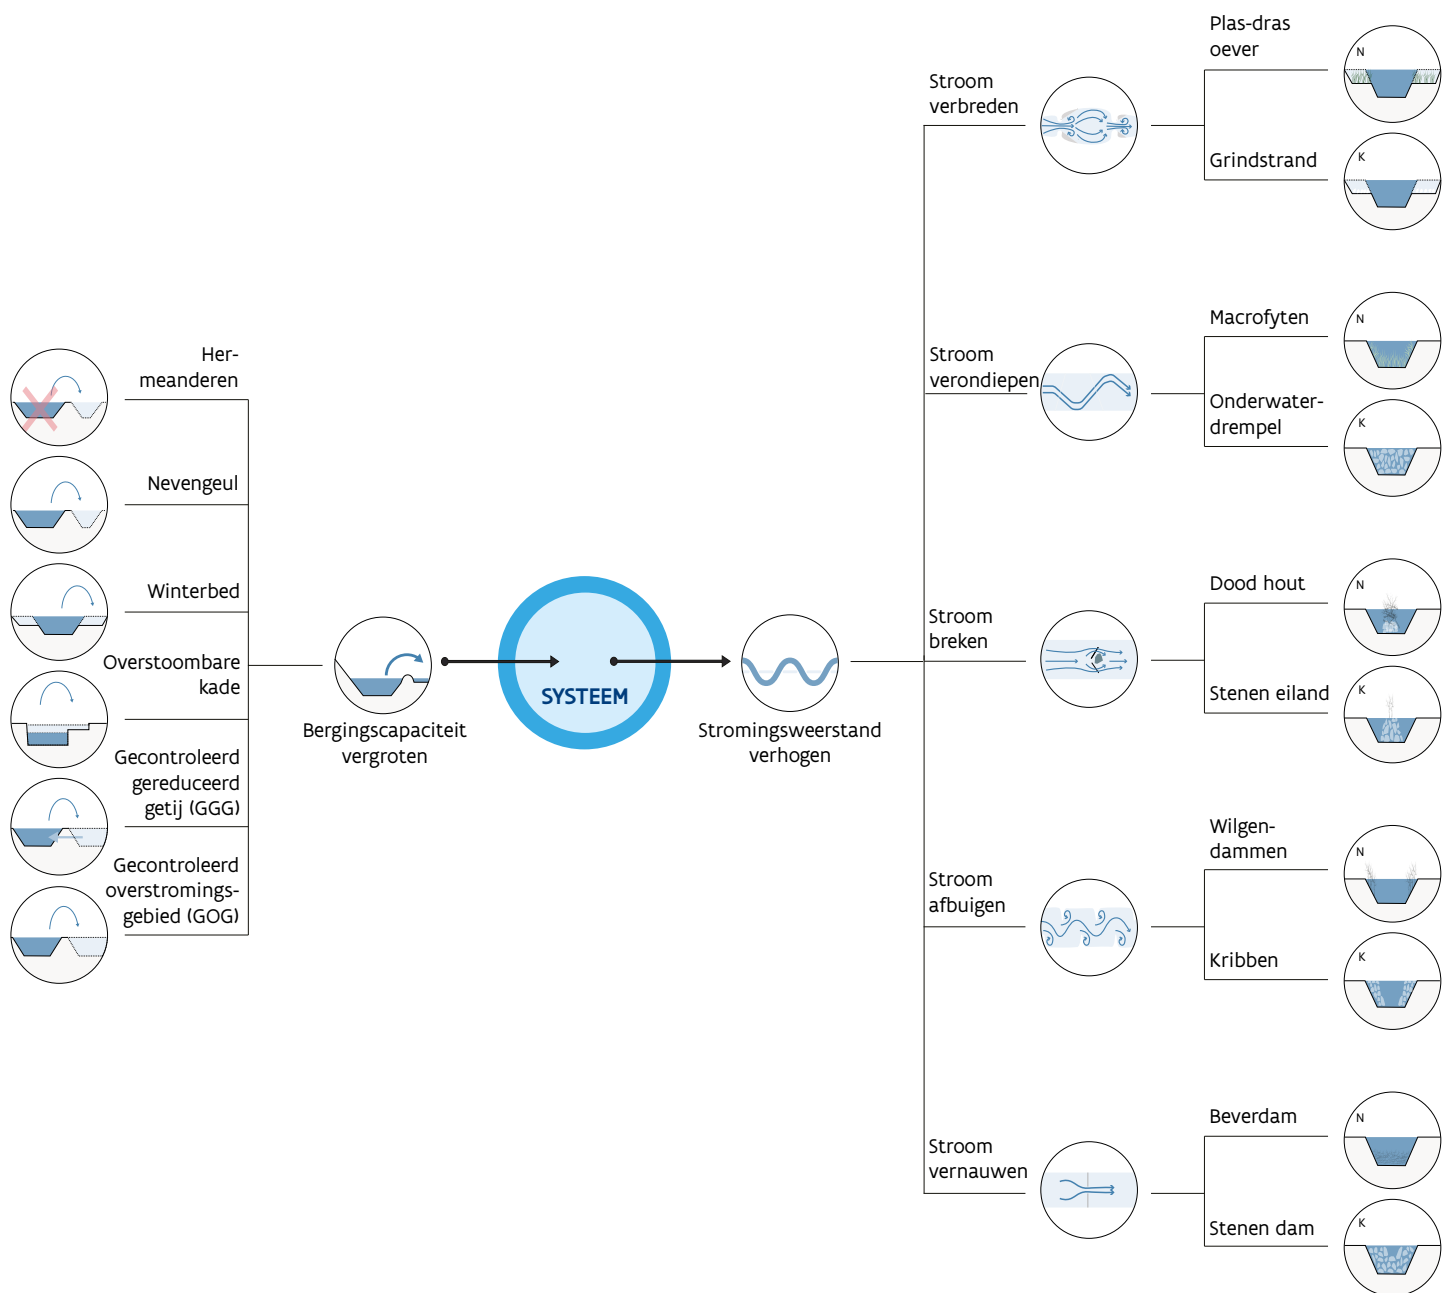 Her-
meanderen
Nevengeul
Winterbed
Overstoombare
kade
Gecontroleerd
gereduceerd
getij (GGG)
Gecontroleerd
overstromings-
gebied (GOG)
Bergingscapaciteit
vergroten
SYSTEEM
Stromingsweerstand
verhogen
Stroom
verbreden
Plas-dras
oever
N
Grindstrand
K
Stroom
verondiepen
Macrofyten
N
Onderwater-
drempel
K
Stroom
breken
Dood hout
N
Stenen eiland
K
Stroom
afbuigen
Wilgen-
dammen
N
Kribben
K
Stroom
vernauwen
Beverdam
N
Stenen dam
K